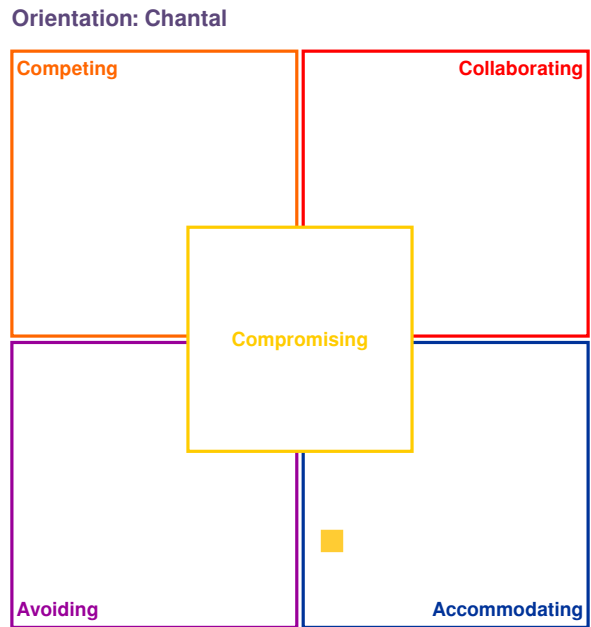 Orientation: Chantal
Competing
Collaborating
Compromising
Avoiding
Accommodating